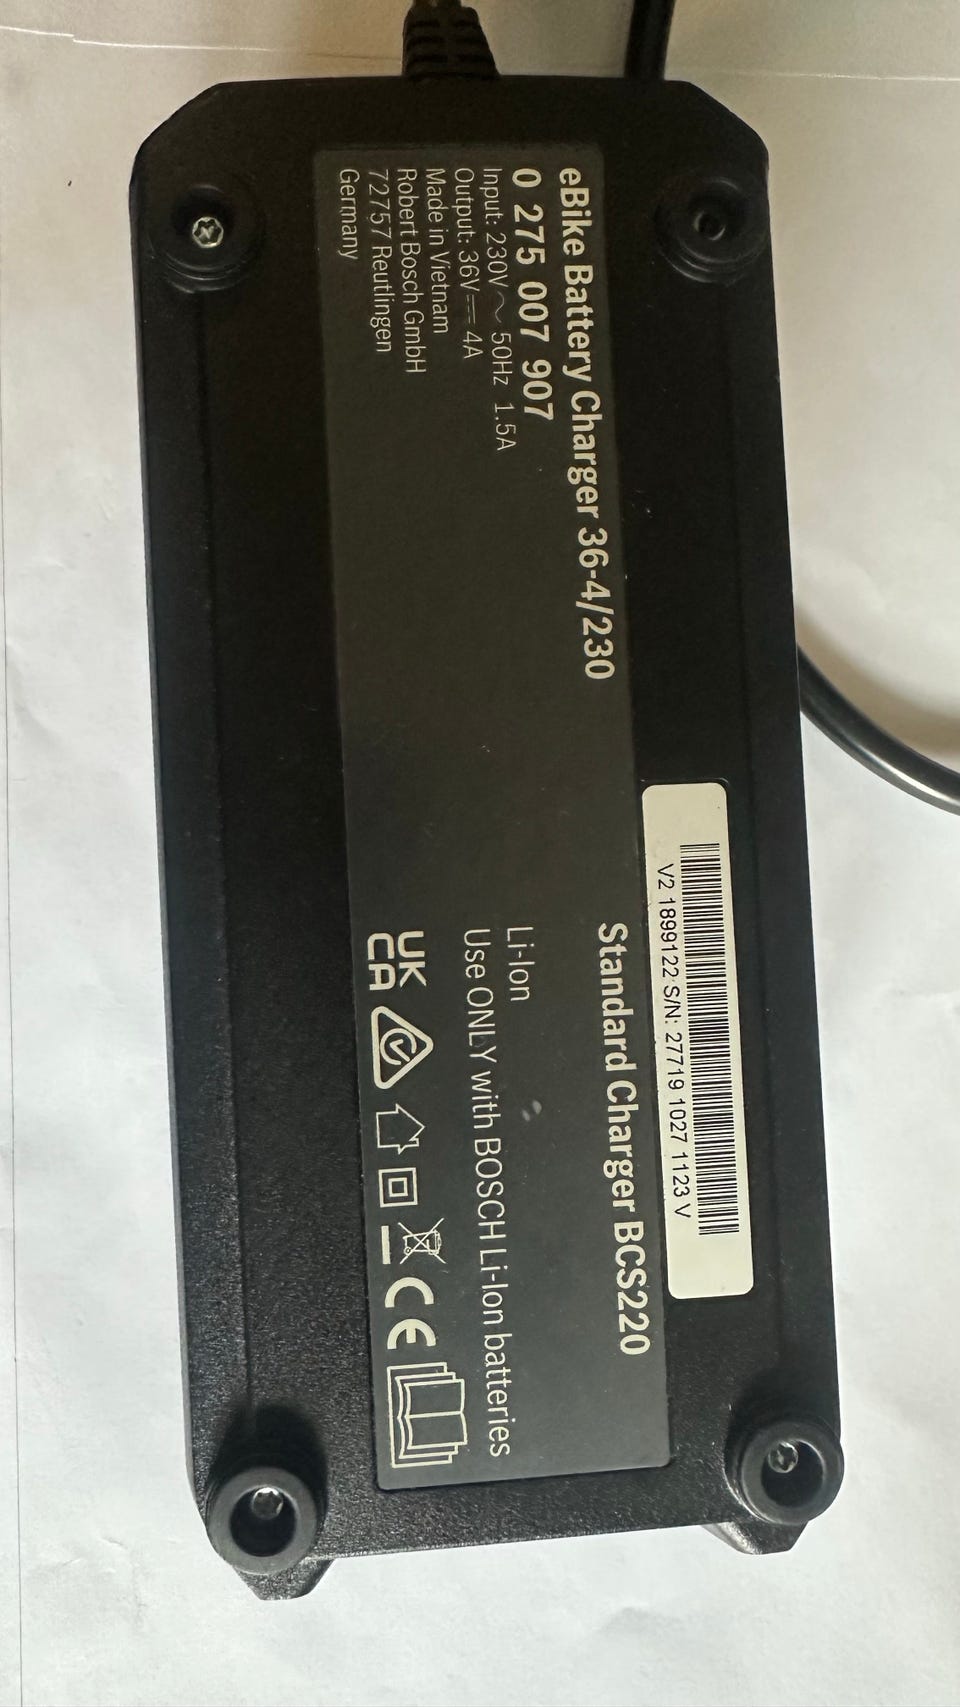 eBike Battery Charger 36-4/230
0 275 007 907
Input: 230V ~ 50Hz 1.5A
Output: 36V⎓ 4A
Made in Vietnam
Robert Bosch GmbH
72757 Reutlingen
Germany
V2 1899122 S/N: 27719 1027 1123 V
Standard Charger BCS220
Li-Ion
Use ONLY with BOSCH Li-Ion batteries
UK
CA
CE